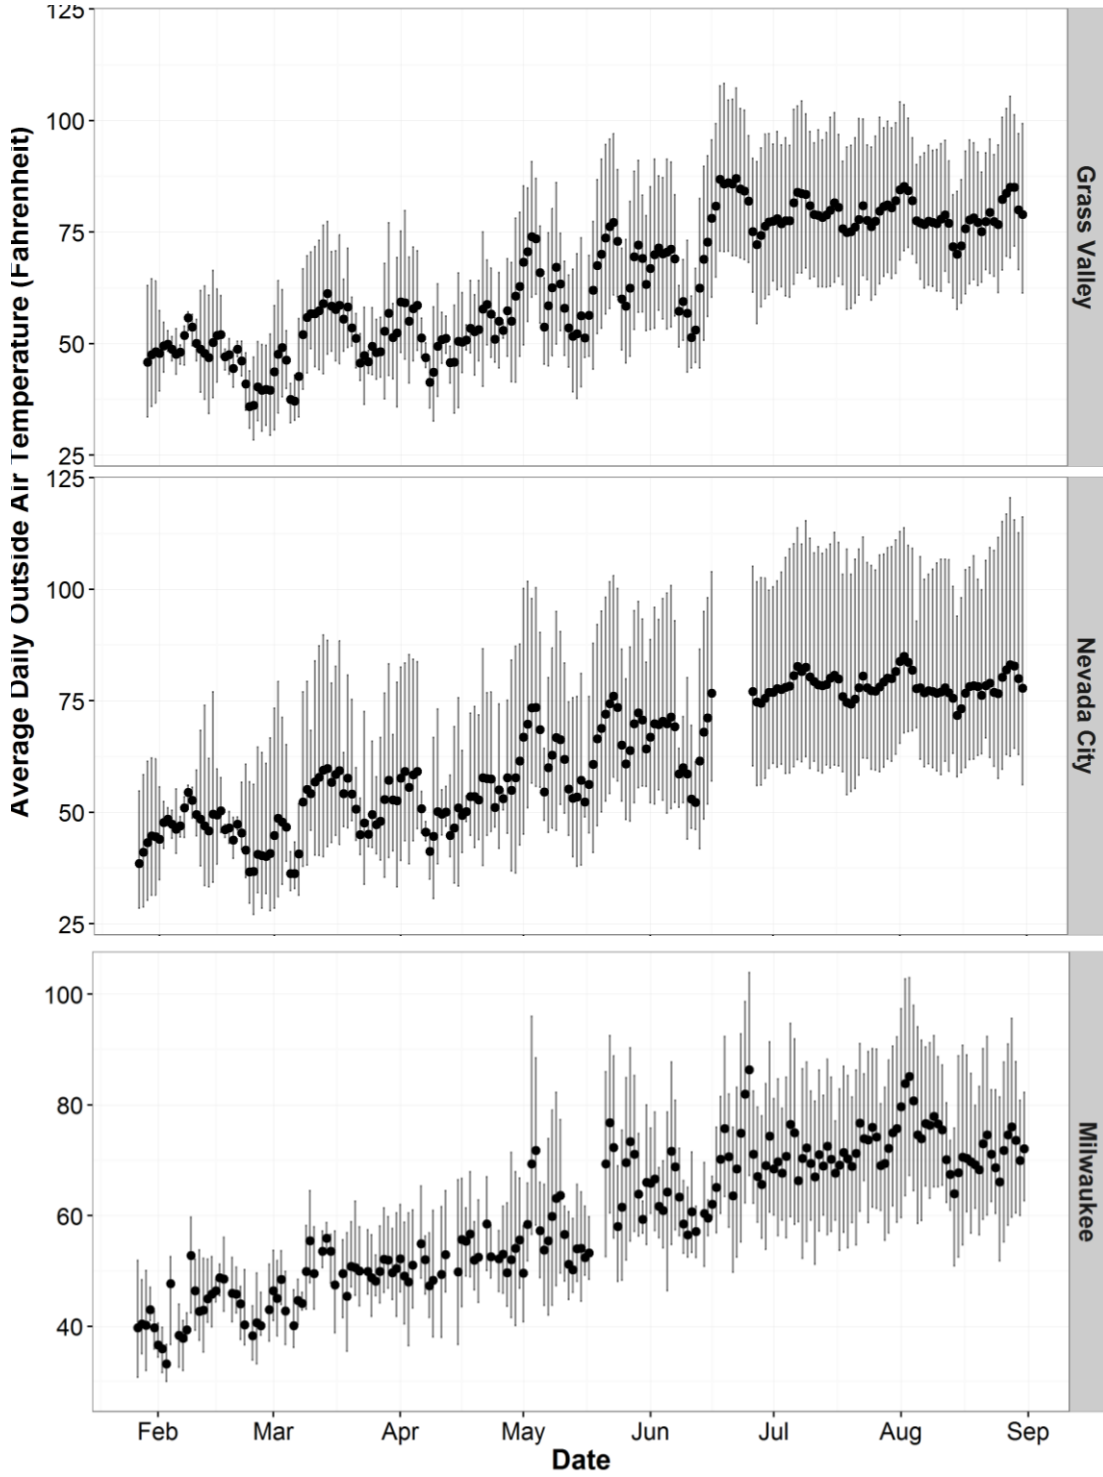 Average Daily Outside Air Temperature (Fahrenheit)
125
100
75
50
25
Grass Valley
125
100
75
50
25
Nevada City
100
80
60
40
Milwaukee
Feb Mar Apr May Jun Jul Aug Sep
Date